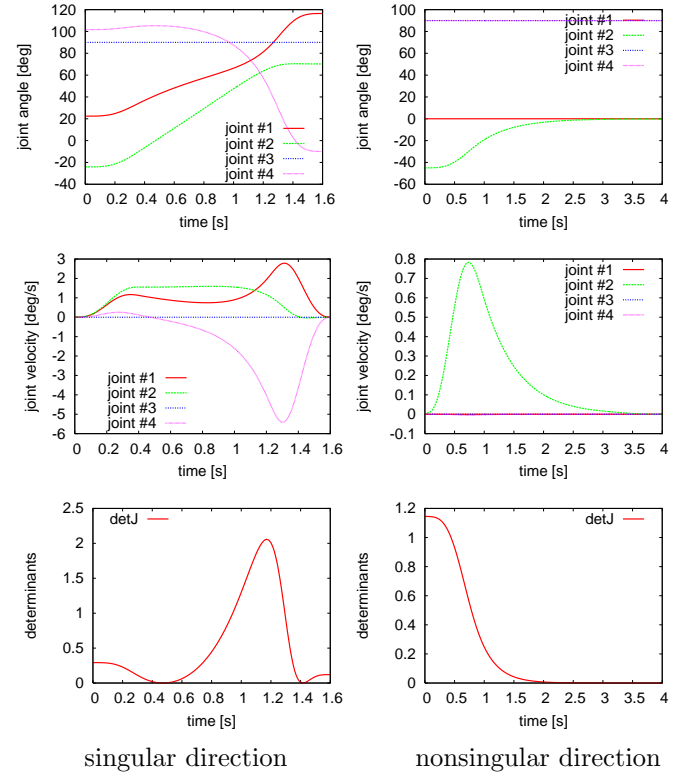 120
100
80
60
40
20
0
-20
-40
joint angle [deg]
joint #1
joint #2
joint #3
joint #4
0 0.2 0.4 0.6 0.8 1 1.2 1.4 1.6
time [s]
100
80
60
40
20
0
-20
-40
-60
joint angle [deg]
joint #1
joint #2
joint #3
joint #4
0 0.5 1 1.5 2 2.5 3 3.5 4
time [s]
3
2
1
0
-1
-2
-3
-4
-5
-6
joint velocity [deg/s]
joint #1
joint #2
joint #3
joint #4
0 0.2 0.4 0.6 0.8 1 1.2 1.4 1.6
time [s]
0.8
0.7
0.6
0.5
0.4
0.3
0.2
0.1
0
-0.1
joint velocity [deg/s]
joint #1
joint #2
joint #3
joint #4
0 0.5 1 1.5 2 2.5 3 3.5 4
time [s]
2.5
2
1.5
1
0.5
0
determinants
detJ
0 0.2 0.4 0.6 0.8 1 1.2 1.4 1.6
time [s]
1.2
1
0.8
0.6
0.4
0.2
0
determinants
detJ
0 0.5 1 1.5 2 2.5 3 3.5 4
time [s]
singular direction
nonsingular direction